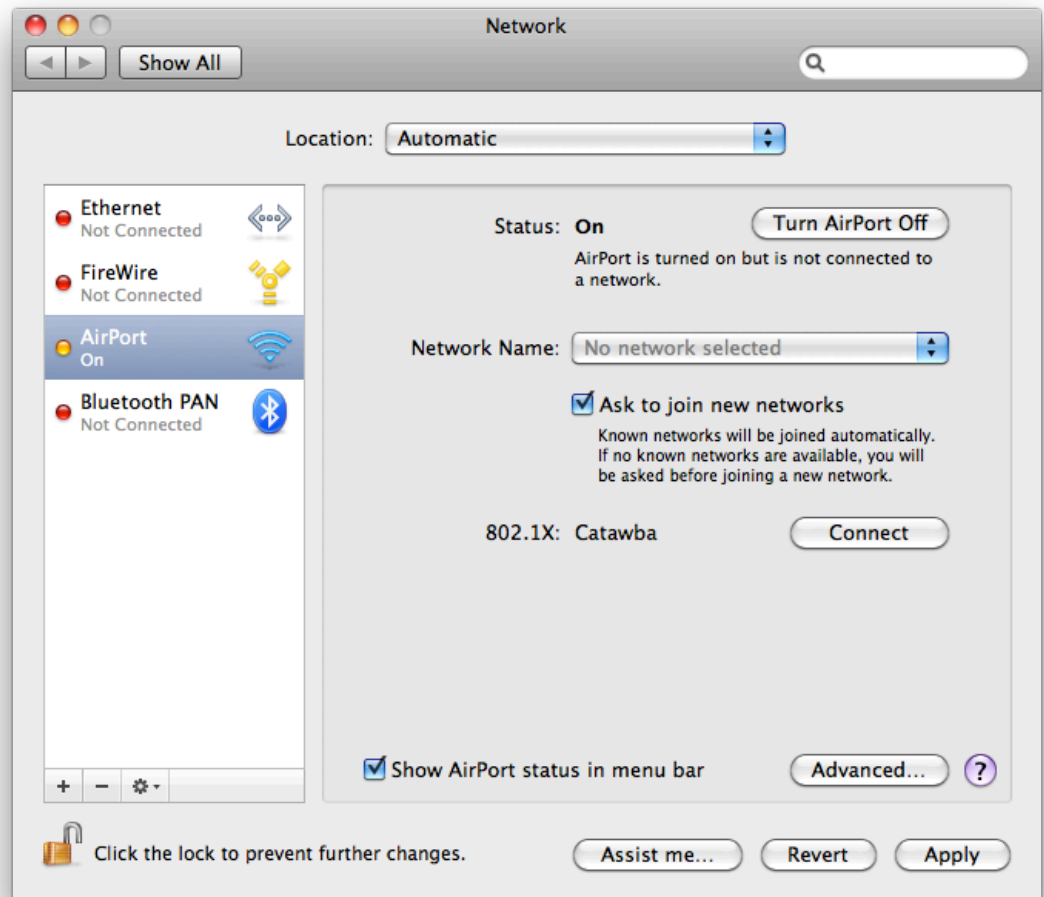 Network
Show All
Location: Automatic
Ethernet
Not Connected
FireWire
Not Connected
AirPort
On
Bluetooth PAN
Not Connected
Status: On
Turn AirPort Off
AirPort is turned on but is not connected to
a network.
Network Name: No network selected
Ask to join new networks
Known networks will be joined automatically.
If no known networks are available, you will
be asked before joining a new network.
802.1X: Catawba
Connect
Show AirPort status in menu bar
Advanced...
?
Click the lock to prevent further changes.
Assist me...
Revert
Apply